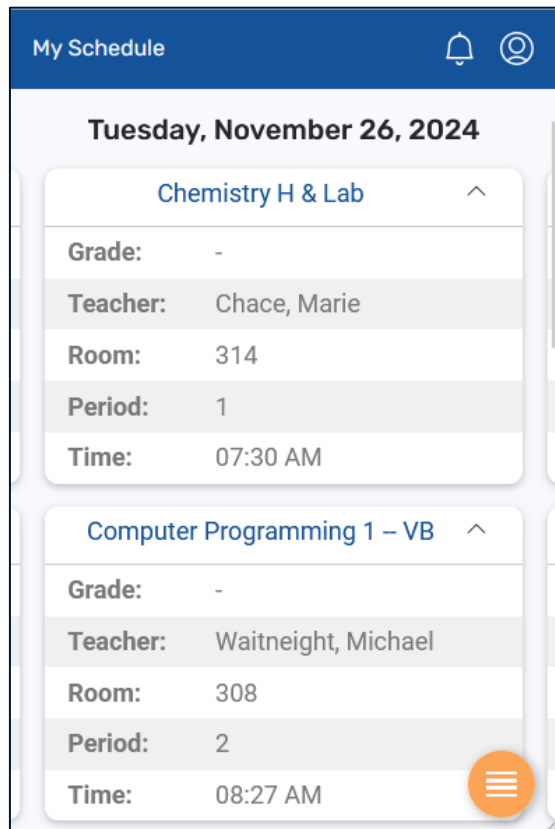 My Schedule
Tuesday, November 26, 2024
Chemistry H & Lab
Grade: -
Teacher: Chace, Marie
Room: 314
Period: 1
Time: 07:30 AM
Computer Programming 1 -- VB
Grade: -
Teacher: Waitneight, Michael
Room: 308
Period: 2
Time: 08:27 AM